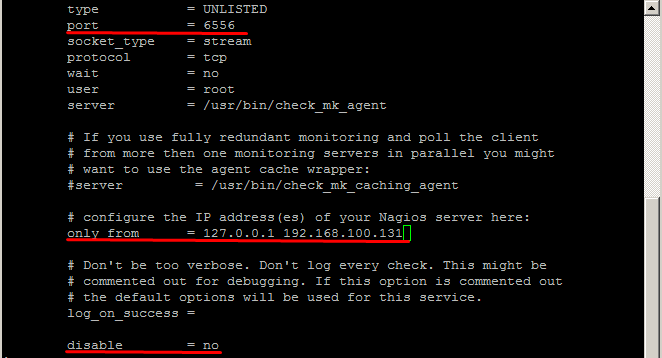 type           = UNLISTED
port           = 6556
socket_type    = stream
protocol       = tcp
wait           = no
user           = root
server         = /usr/bin/check_mk_agent
# If you use fully redundant monitoring and poll the client
# from more then one monitoring servers in parallel you might
# want to use the agent cache wrapper:
#server         = /usr/bin/check_mk_caching_agent
# configure the IP address(es) of your Nagios server here:
only_from      = 127.0.0.1 192.168.100.131
# Don't be too verbose. Don't log every check. This might be
# commented out for debugging. If this option is commented out
# the default options will be used for this service.
log_on_success =
disable        = no